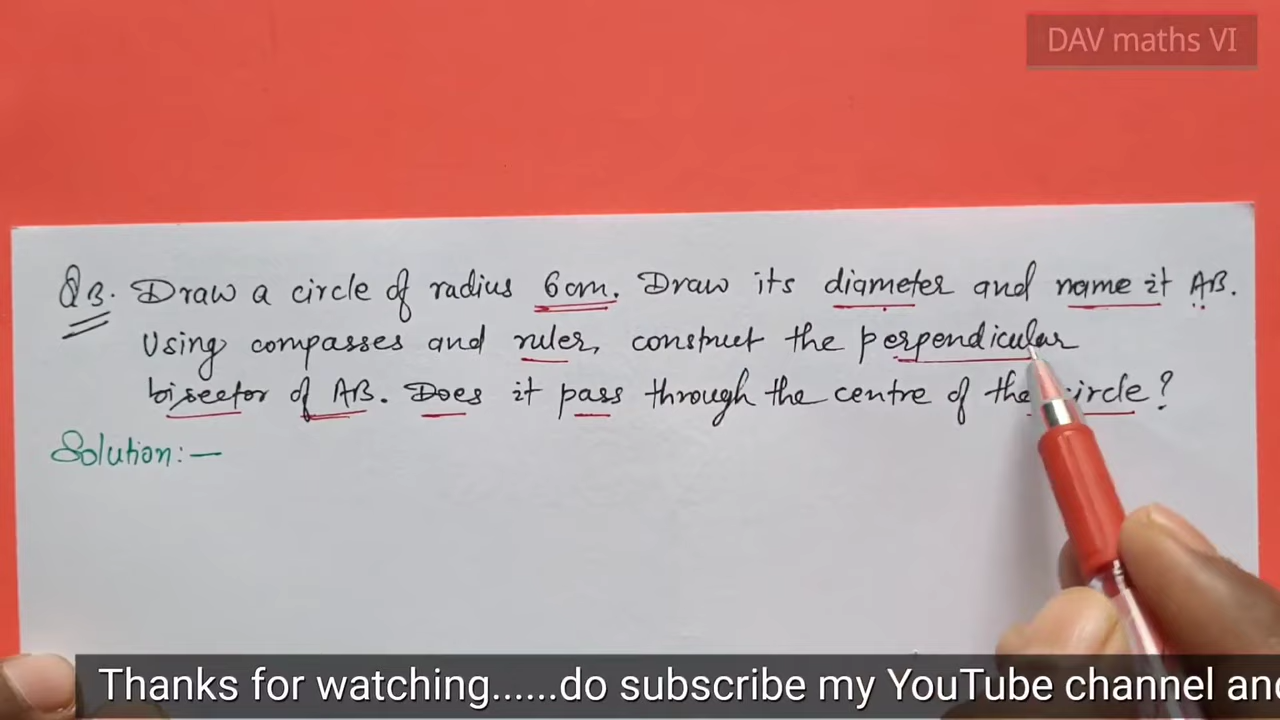 DAV maths VI
Q3. Draw a circle of radius 6cm. Draw its diameter and name it AB.
Using compasses and ruler, construct the perpendicular
bisector of AB. Does it pass through the centre of the circle?
Solution:—
Thanks for watching......do subscribe my YouTube channel and